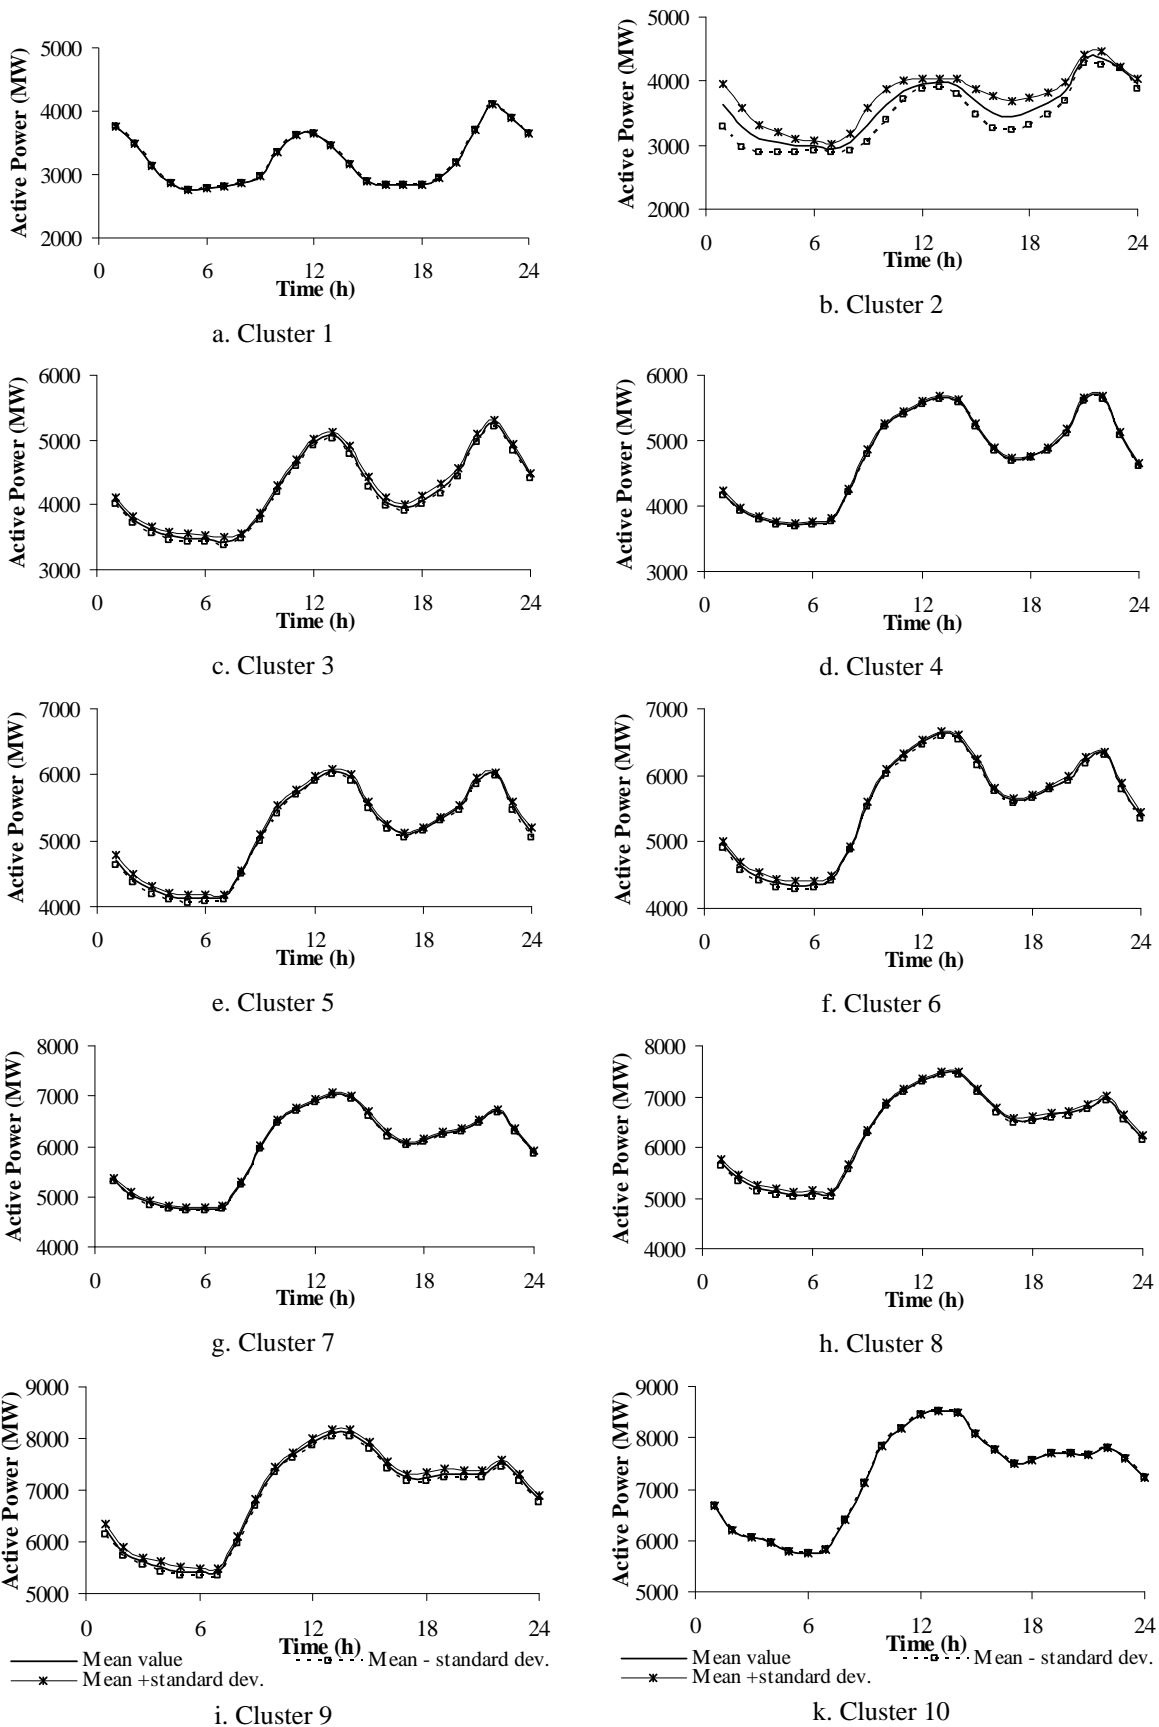 Active Power (MW)
5000
4000
3000
2000
0
6
12
18
24
Time (h)
a. Cluster 1
Active Power (MW)
5000
4000
3000
2000
0
6
12
18
24
Time (h)
b. Cluster 2
Active Power (MW)
6000
5000
4000
3000
0
6
12
18
24
Time (h)
c. Cluster 3
Active Power (MW)
6000
5000
4000
3000
0
6
12
18
24
Time (h)
d. Cluster 4
Active Power (MW)
7000
6000
5000
4000
0
6
12
18
24
Time (h)
e. Cluster 5
Active Power (MW)
7000
6000
5000
4000
0
6
12
18
24
Time (h)
f. Cluster 6
Active Power (MW)
8000
7000
6000
5000
4000
0
6
12
18
24
Time (h)
g. Cluster 7
Active Power (MW)
8000
7000
6000
5000
4000
0
6
12
18
24
Time (h)
h. Cluster 8
Active Power (MW)
9000
8000
7000
6000
5000
0
6
12
18
24
Time (h)
Mean value
Mean - standard dev.
Mean +standard dev.
i. Cluster 9
Active Power (MW)
9000
8000
7000
6000
5000
0
6
12
18
24
Time (h)
Mean value
Mean - standard dev.
Mean +standard dev.
k. Cluster 10